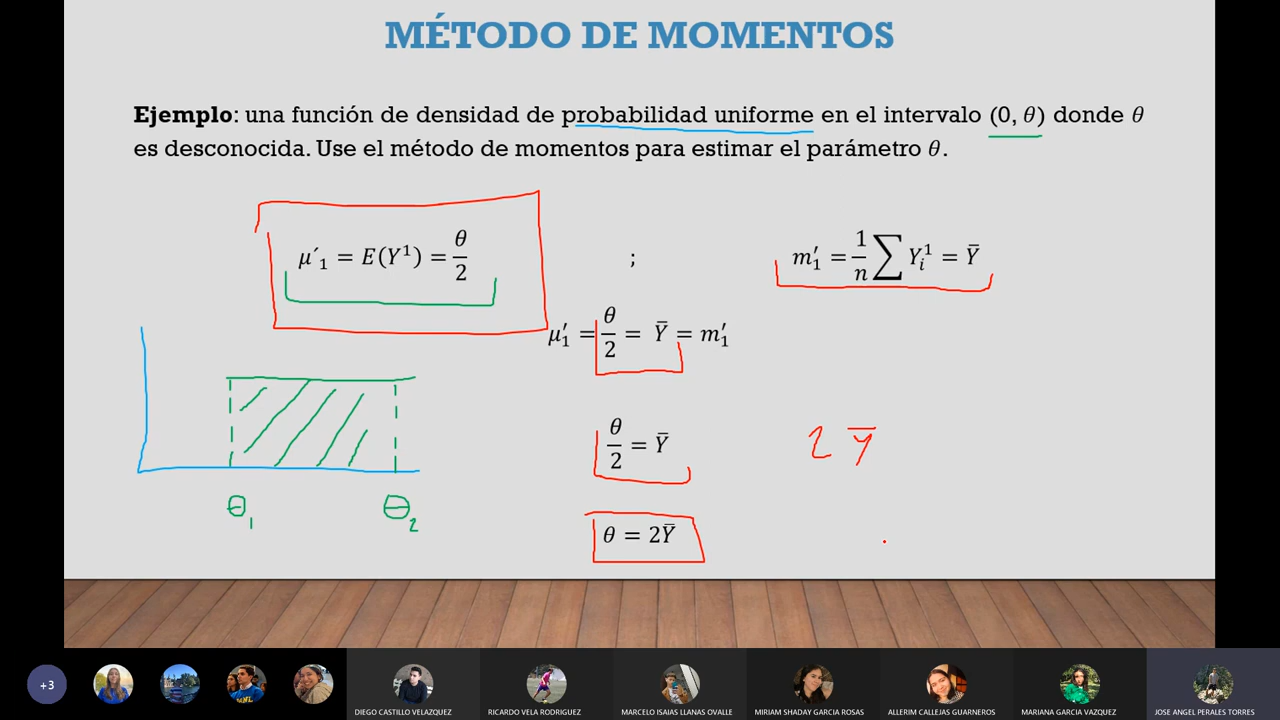 MÉTODO DE MOMENTOS
Ejemplo: una función de densidad de probabilidad uniforme en el intervalo (0, θ) donde θ
es desconocida. Use el método de momentos para estimar el parámetro θ.
μ´₁ = E(Y¹) = θ/2 ; m′₁ = 1/n ∑ Yᵢ¹ = Ȳ
μ′₁ = θ/2 = Ȳ = m′₁
θ/2 = Ȳ
2 Ȳ
θ₁ θ₂
θ = 2Ȳ
+3
DIEGO CASTILLO VELAZQUEZ
RICARDO VELA RODRIGUEZ
MARCELO ISAIAS LLANAS OVALLE
MIRIAM SHADAY GARCIA ROSAS
ALLERIM CALLEJAS GUARNEROS
MARIANA GARCIA VAZQUEZ
JOSE ANGEL PERALES TORRES